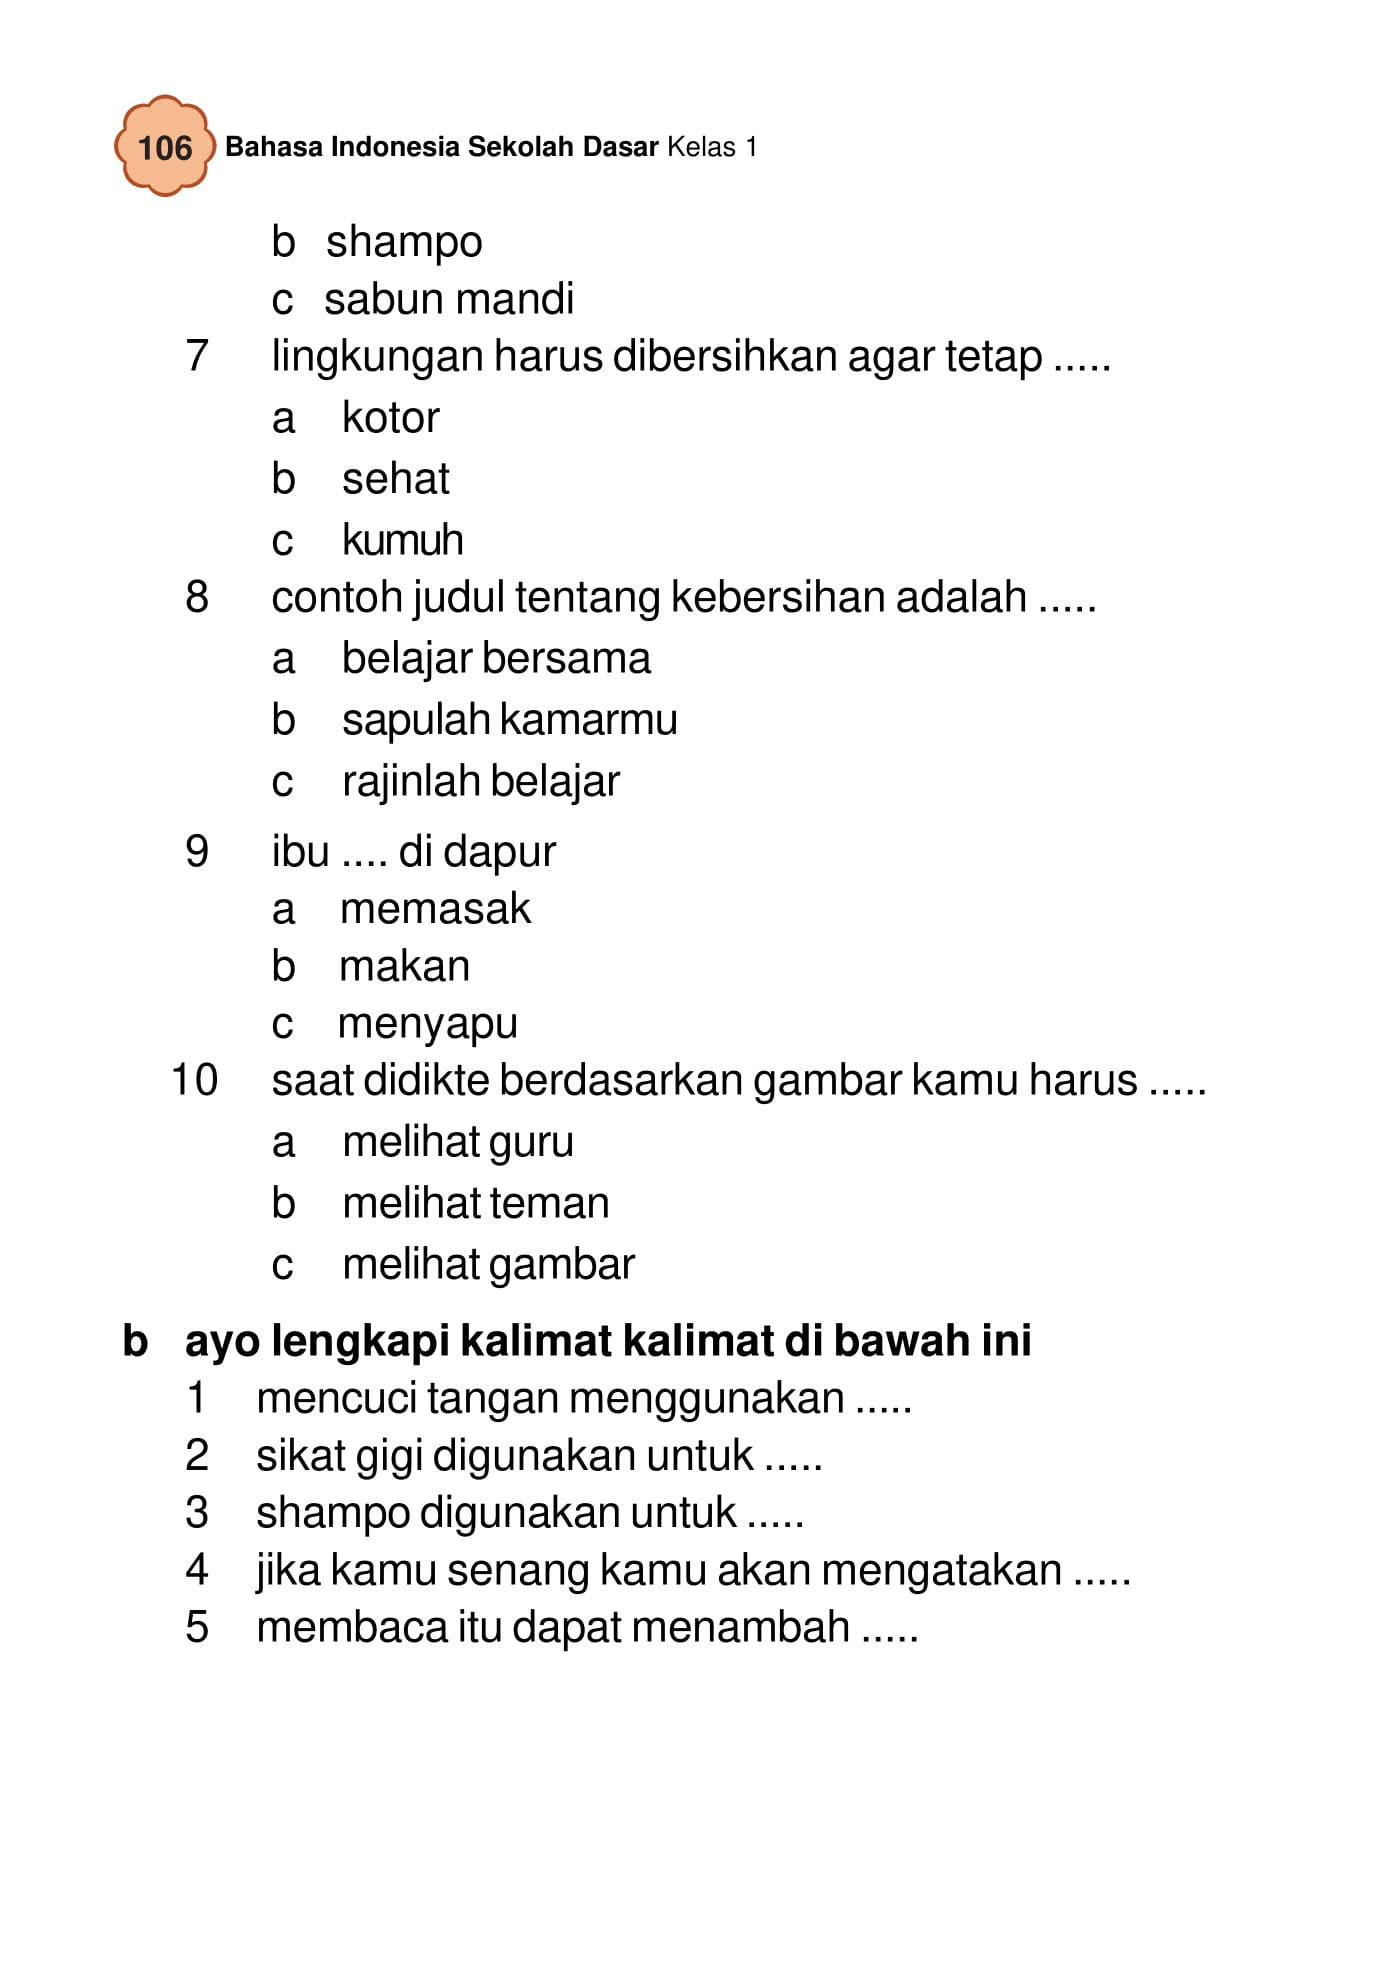 106 Bahasa Indonesia Sekolah Dasar Kelas 1
b shampo
c sabun mandi
7 lingkungan harus dibersihkan agar tetap .....
a kotor
b sehat
c kumuh
8 contoh judul tentang kebersihan adalah .....
a belajar bersama
b sapulah kamarmu
c rajinlah belajar
9 ibu .... di dapur
a memasak
b makan
c menyapu
10 saat didikte berdasarkan gambar kamu harus .....
a melihat guru
b melihat teman
c melihat gambar
b ayo lengkapi kalimat kalimat di bawah ini
1 mencuci tangan menggunakan .....
2 sikat gigi digunakan untuk .....
3 shampo digunakan untuk .....
4 jika kamu senang kamu akan mengatakan .....
5 membaca itu dapat menambah .....